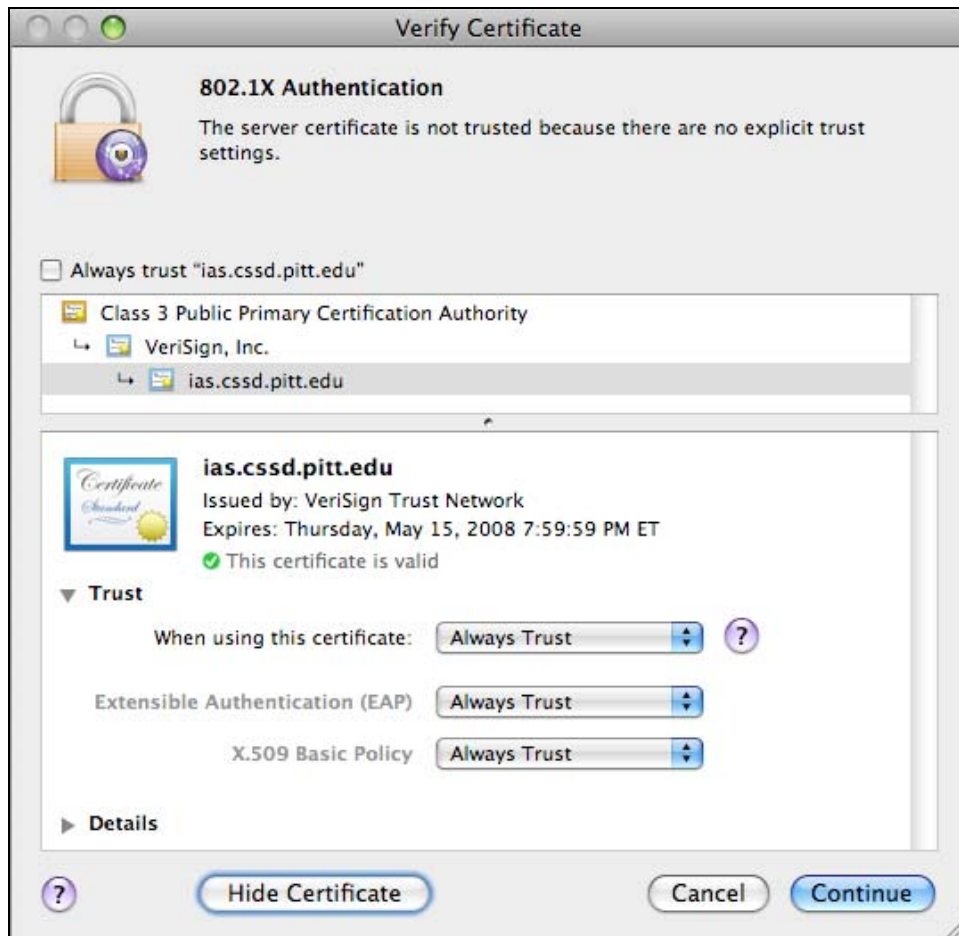 Verify Certificate
802.1X Authentication
The server certificate is not trusted because there are no explicit trust
settings.
Always trust “ias.cssd.pitt.edu”
Class 3 Public Primary Certification Authority
VeriSign, Inc.
ias.cssd.pitt.edu
Certificate
Standard
ias.cssd.pitt.edu
Issued by: VeriSign Trust Network
Expires: Thursday, May 15, 2008 7:59:59 PM ET
This certificate is valid
Trust
When using this certificate: Always Trust ?
Extensible Authentication (EAP) Always Trust
X.509 Basic Policy Always Trust
Details
? Hide Certificate Cancel Continue